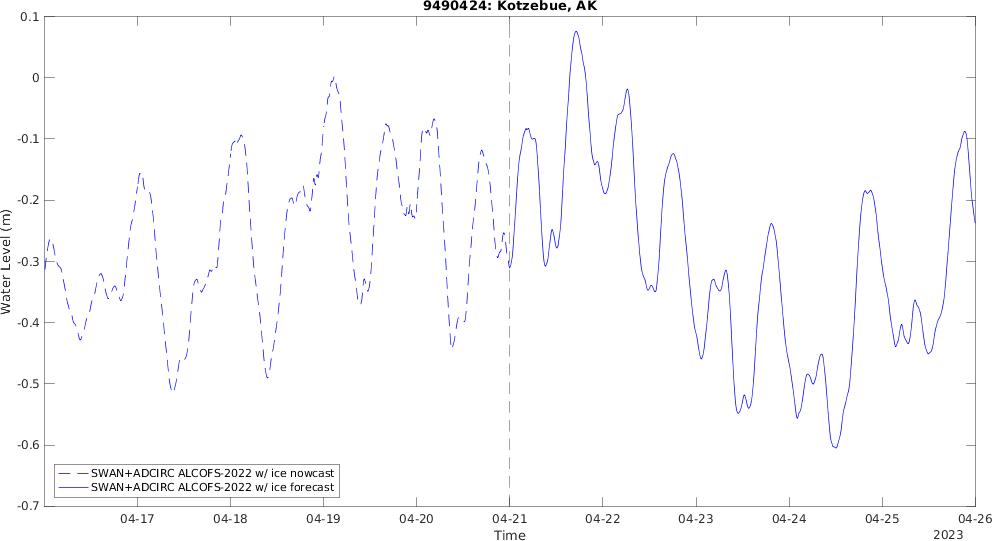 9490424: Kotzebue, AK
0.1
0
-0.1
-0.2
-0.3
-0.4
-0.5
-0.6
-0.7
Water Level (m)
SWAN+ADCIRC ALCOFS-2022 w/ ice nowcast
SWAN+ADCIRC ALCOFS-2022 w/ ice forecast
04-17 04-18 04-19 04-20 04-21 04-22 04-23 04-24 04-25 04-26
Time
2023